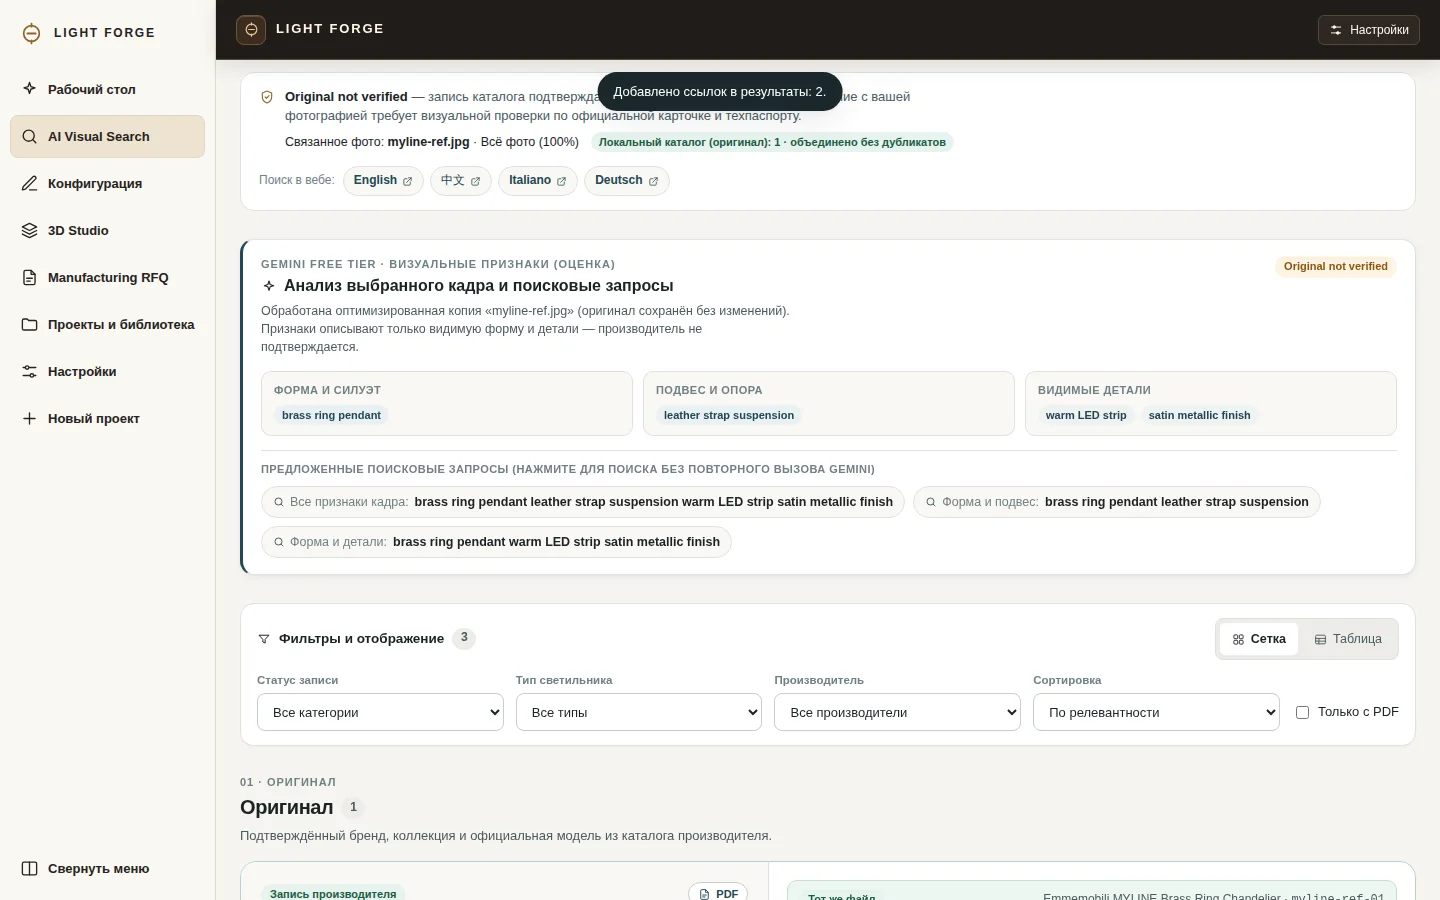 LIGHT FORGE
Рабочий стол
AI Visual Search
Конфигурация
3D Studio
Manufacturing RFQ
Проекты и библиотека
Настройки
Новый проект
Свернуть меню
LIGHT FORGE
Настройки
Добавлено ссылок в результаты: 2.
Original not verified — запись каталога подтвержда ие с вашей
фотографией требует визуальной проверки по официальной карточке и техпаспорту.
Связанное фото: myline-ref.jpg · Всё фото (100%) Локальный каталог (оригинал): 1 · объединено без дубликатов
Поиск в вебе: English 中文 Italiano Deutsch
GEMINI FREE TIER · ВИЗУАЛЬНЫЕ ПРИЗНАКИ (ОЦЕНКА)
Original not verified
Анализ выбранного кадра и поисковые запросы
Обработана оптимизированная копия «myline-ref.jpg» (оригинал сохранён без изменений).
Признаки описывают только видимую форму и детали — производитель не
подтверждается.
ФОРМА И СИЛУЭТ
brass ring pendant
ПОДВЕС И ОПОРА
leather strap suspension
ВИДИМЫЕ ДЕТАЛИ
warm LED strip satin metallic finish
ПРЕДЛОЖЕННЫЕ ПОИСКОВЫЕ ЗАПРОСЫ (НАЖМИТЕ ДЛЯ ПОИСКА БЕЗ ПОВТОРНОГО ВЫЗОВА GEMINI)
Все признаки кадра: brass ring pendant leather strap suspension warm LED strip satin metallic finish
Форма и подвес: brass ring pendant leather strap suspension
Форма и детали: brass ring pendant warm LED strip satin metallic finish
Фильтры и отображение 3
Сетка Таблица
Статус записи
Все категории
Тип светильника
Все типы
Производитель
Все производители
Сортировка
По релевантности
Только с PDF
01 · ОРИГИНАЛ
Оригинал 1
Подтверждённый бренд, коллекция и официальная модель из каталога производителя.
Запись производителя
PDF
Тот же файл
Emmemobili MYLINE Brass Ring Chandelier · myline-ref-01